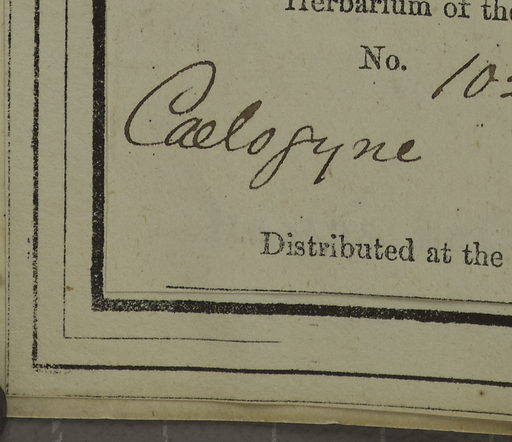 Herbarium of the
No. 10
Caelogyne
Distributed at the